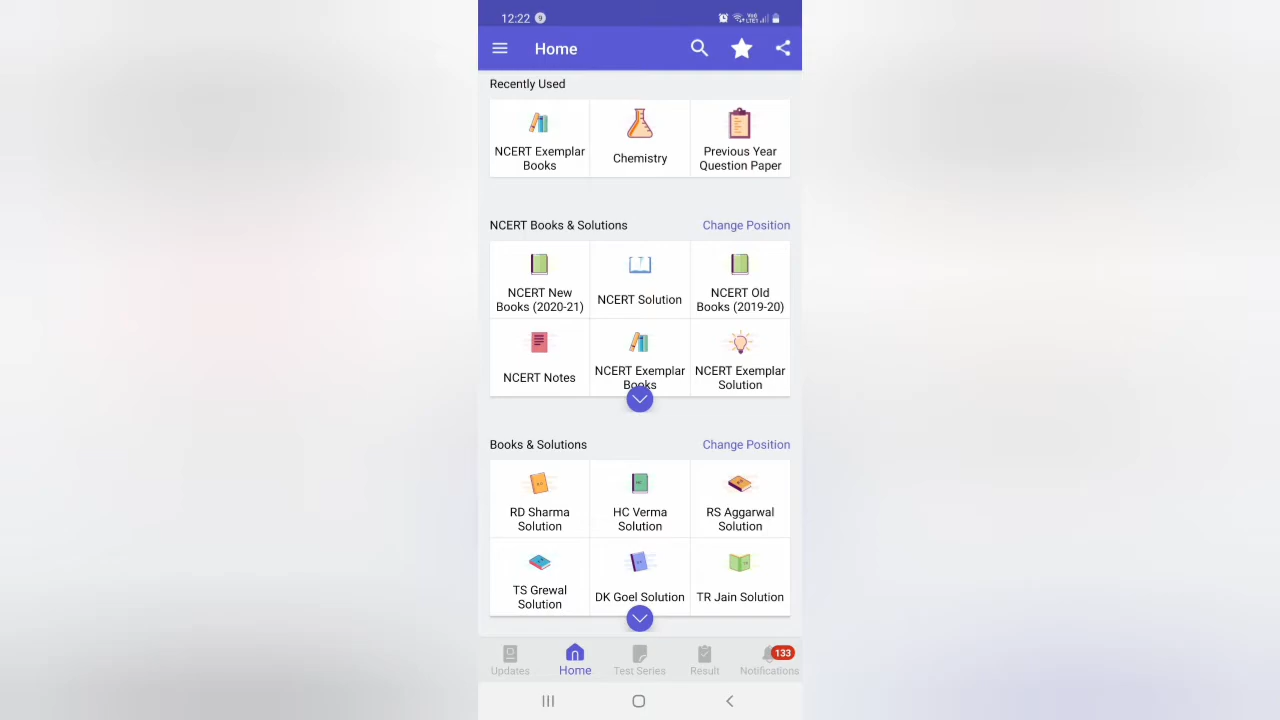 12:22 9
Home
Recently Used
NCERT Exemplar
Books
Chemistry
Previous Year
Question Paper
NCERT Books & Solutions
Change Position
NCERT New
Books (2020-21)
NCERT Solution
NCERT Old
Books (2019-20)
NCERT Notes
NCERT Exemplar
Books
NCERT Exemplar
Solution
Books & Solutions
Change Position
RD Sharma
Solution
HC Verma
Solution
RS Aggarwal
Solution
TS Grewal
Solution
DK Goel Solution
TR Jain Solution
133
Updates
Home
Test Series
Result
Notifications